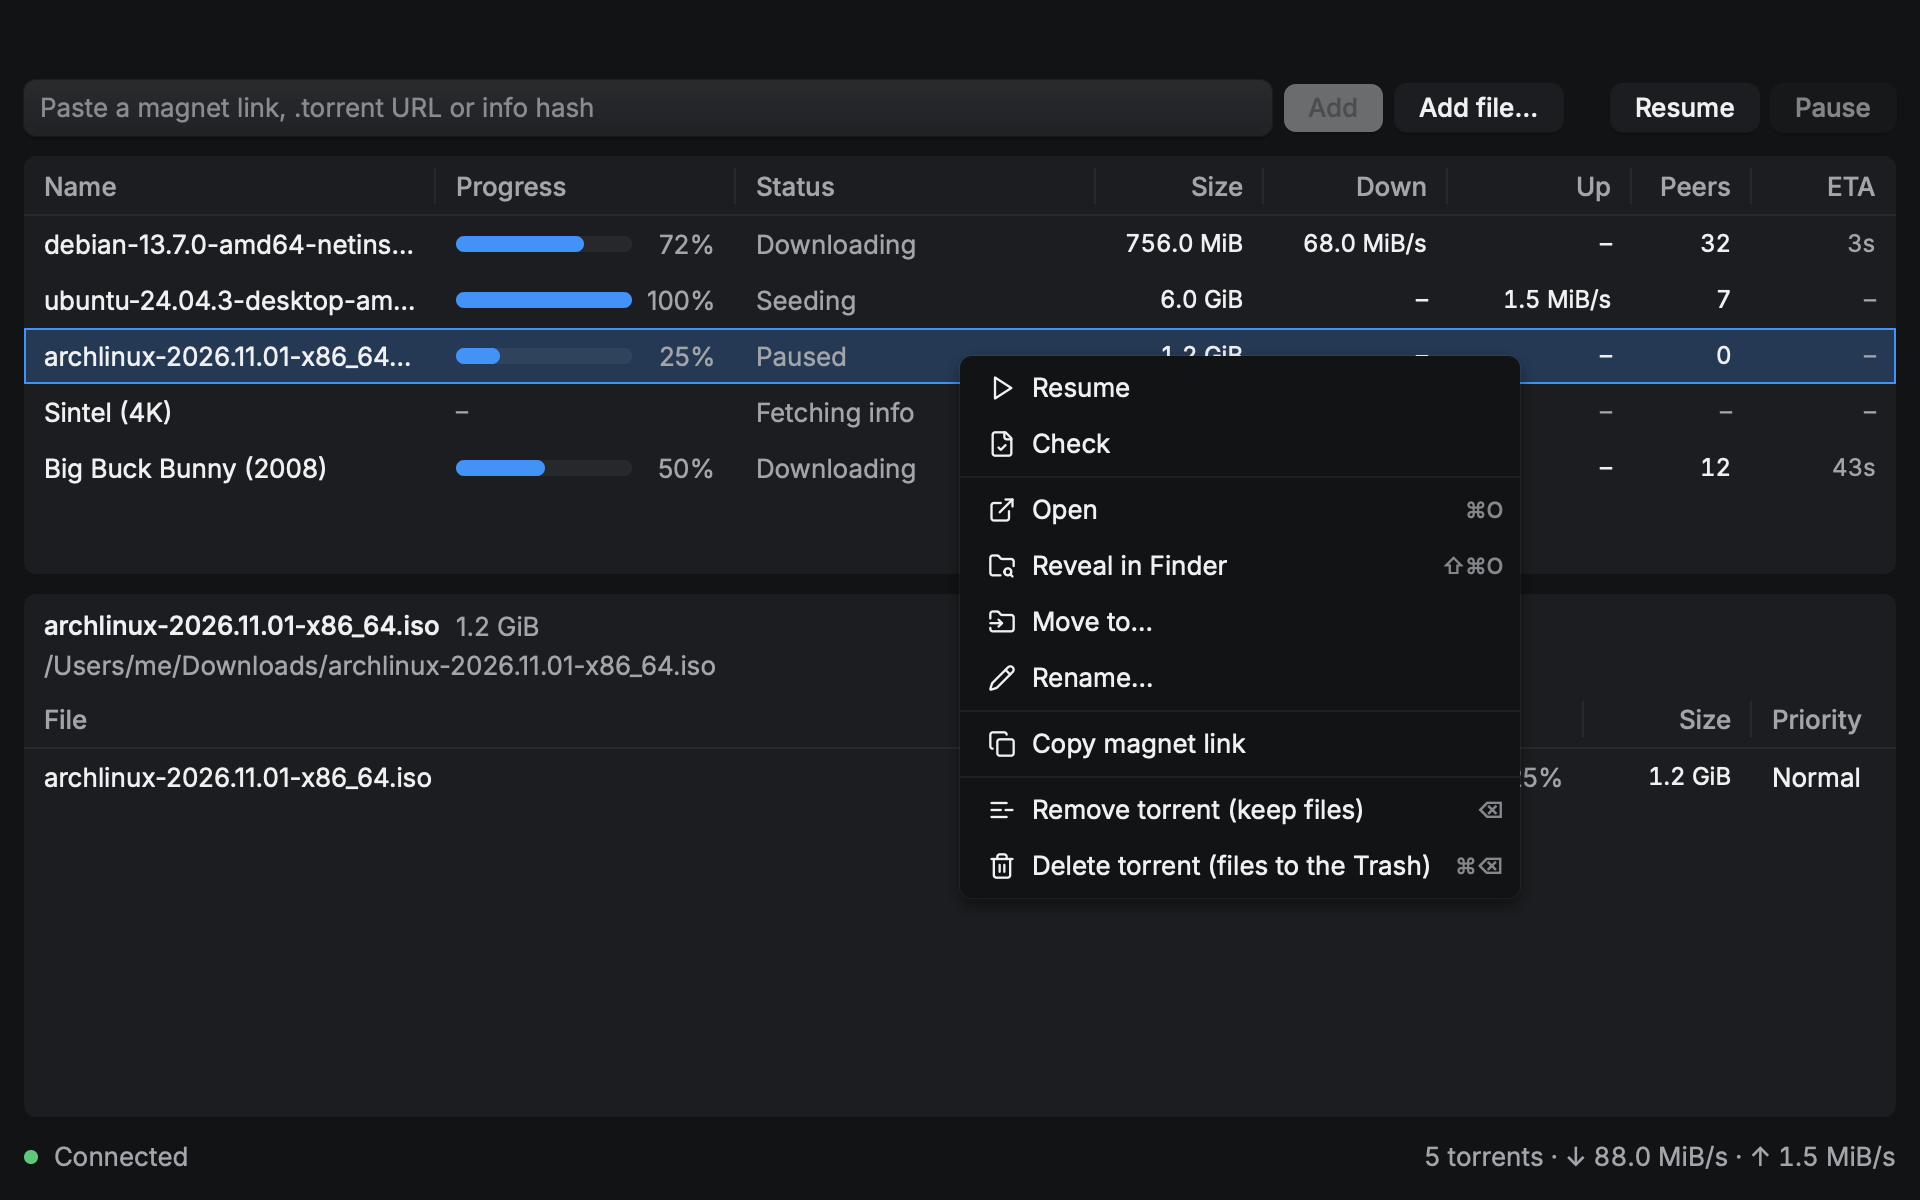 Paste a magnet link, .torrent URL or info hash Add Add file... Resume Pause
Name Progress Status Size Down Up Peers ETA
debian-13.7.0-amd64-netins... 72% Downloading 756.0 MiB 68.0 MiB/s – 32 3s
ubuntu-24.04.3-desktop-am... 100% Seeding 6.0 GiB – 1.5 MiB/s 7 –
archlinux-2026.11.01-x86_64... 25% Paused 1.2 GiB – – 0 –
Sintel (4K) – Fetching info – – –
Big Buck Bunny (2008) 50% Downloading – 12 43s
Resume
Check
Open ⌘O
Reveal in Finder ⇧⌘O
Move to...
Rename...
Copy magnet link
Remove torrent (keep files) ⌫
Delete torrent (files to the Trash) ⌘⌫
archlinux-2026.11.01-x86_64.iso 1.2 GiB
/Users/me/Downloads/archlinux-2026.11.01-x86_64.iso
File Size Priority
archlinux-2026.11.01-x86_64.iso 5% 1.2 GiB Normal
Connected 5 torrents · ↓ 88.0 MiB/s · ↑ 1.5 MiB/s